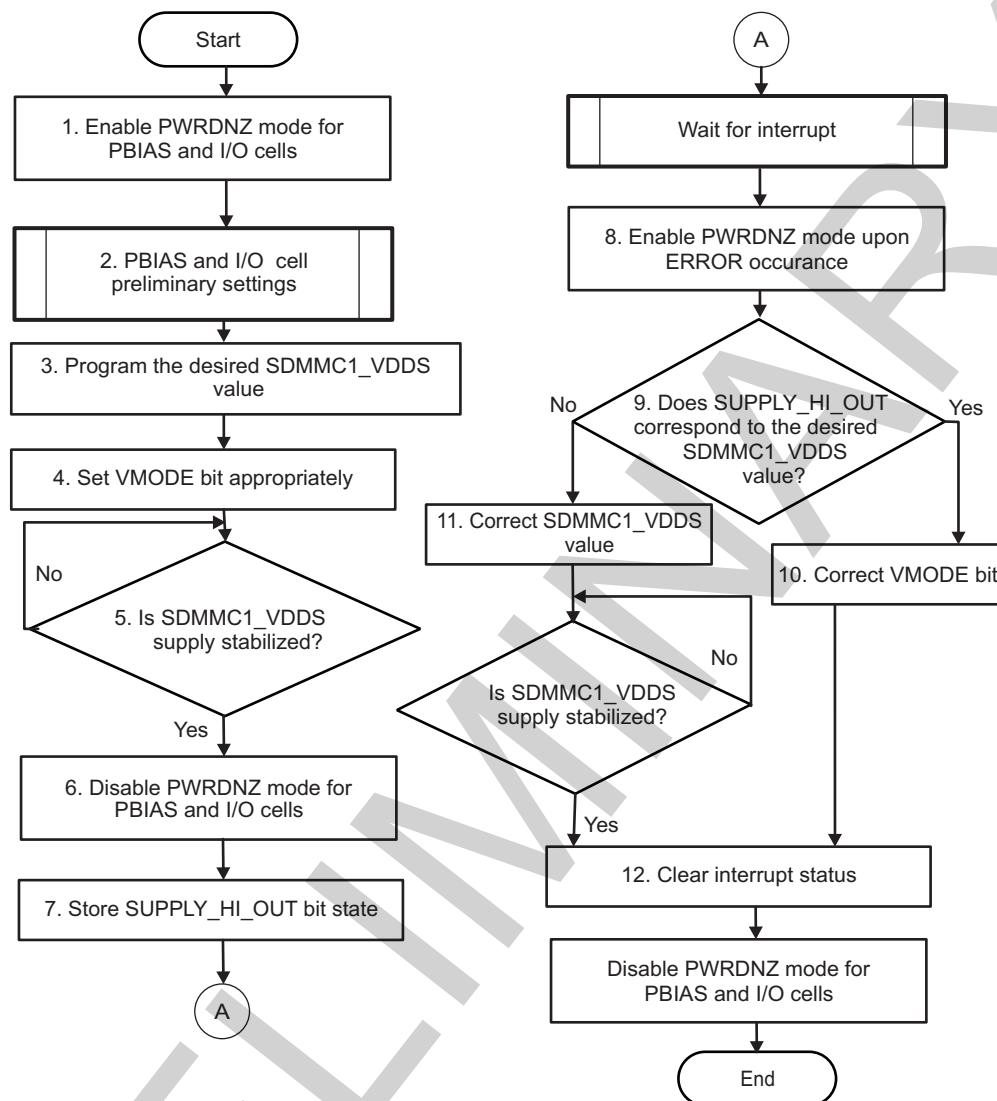 Start
1. Enable PWRDNZ mode for
PBIAS and I/O cells
2. PBIAS and I/O cell
preliminary settings
3. Program the desired SDMMC1_VDDS
value
4. Set VMODE bit appropriately
No
5. Is SDMMC1_VDDS
supply stabilized?
Yes
6. Disable PWRDNZ mode for
PBIAS and I/O cells
7. Store SUPPLY_HI_OUT bit state
A
A
Wait for interrupt
8. Enable PWRDNZ mode upon
ERROR occurance
No
9. Does SUPPLY_HI_OUT
correspond to the desired
SDMMC1_VDDS
value?
Yes
11. Correct SDMMC1_VDDS
value
10. Correct VMODE bit
No
Is SDMMC1_VDDS
supply stabilized?
Yes
12. Clear interrupt status
Disable PWRDNZ mode for
PBIAS and I/O cells
End